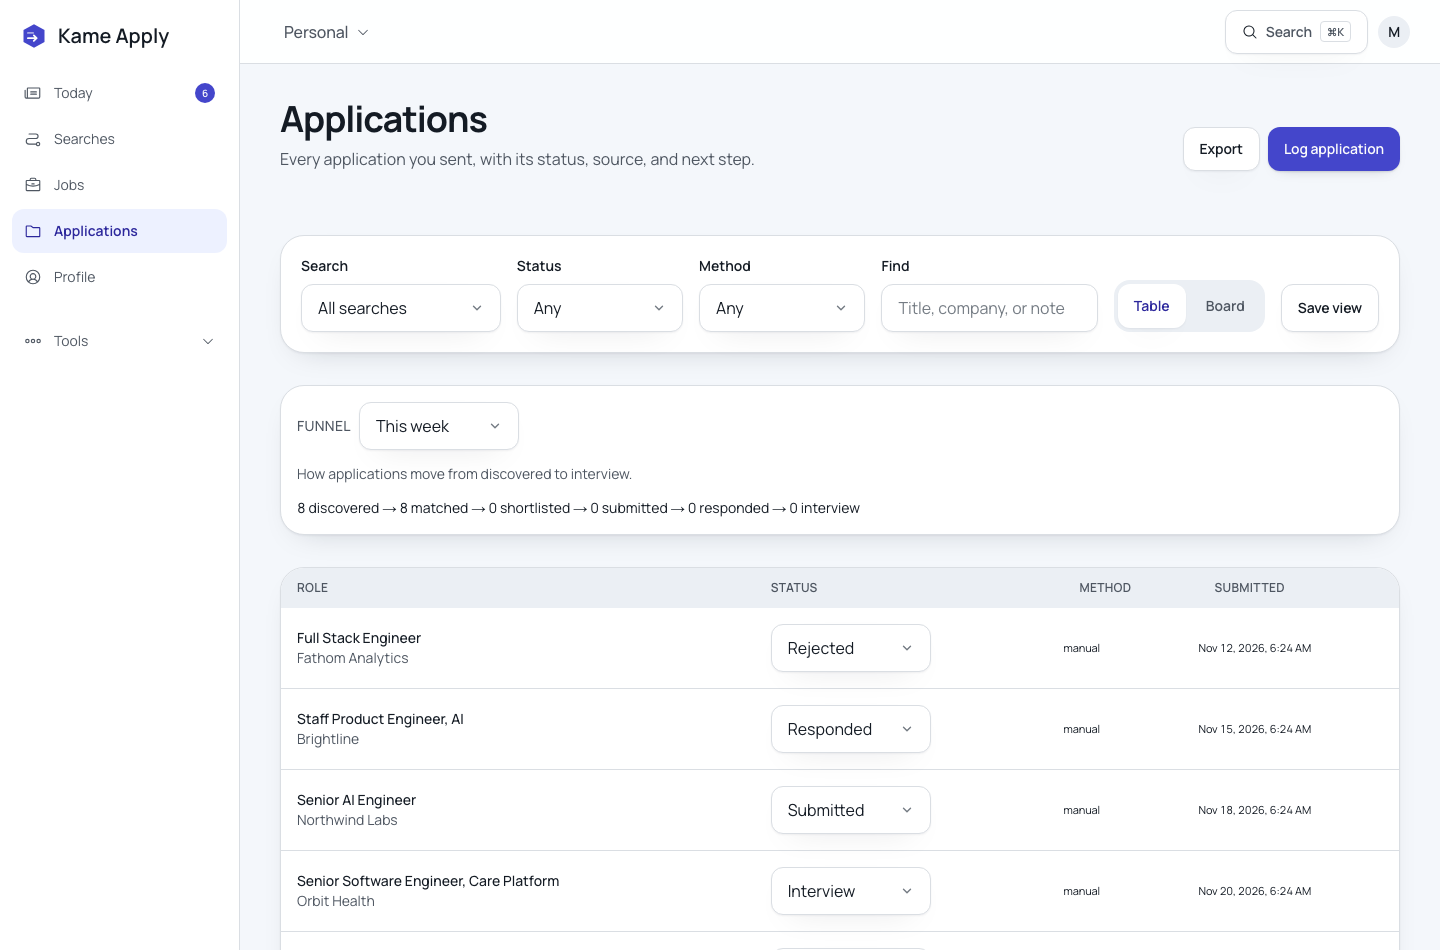 Kame Apply
Personal
Search ⌘K
M
Today 6
Searches
Jobs
Applications
Profile
Tools
Applications
Every application you sent, with its status, source, and next step.
Export
Log application
Search Status Method Find
All searches Any Any Title, company, or note Table Board Save view
FUNNEL This week
How applications move from discovered to interview.
8 discovered → 8 matched → 0 shortlisted → 0 submitted → 0 responded → 0 interview
ROLE STATUS METHOD SUBMITTED
Full Stack Engineer
Fathom Analytics
Rejected manual Nov 12, 2026, 6:24 AM
Staff Product Engineer, AI
Brightline
Responded manual Nov 15, 2026, 6:24 AM
Senior AI Engineer
Northwind Labs
Submitted manual Nov 18, 2026, 6:24 AM
Senior Software Engineer, Care Platform
Orbit Health
Interview manual Nov 20, 2026, 6:24 AM